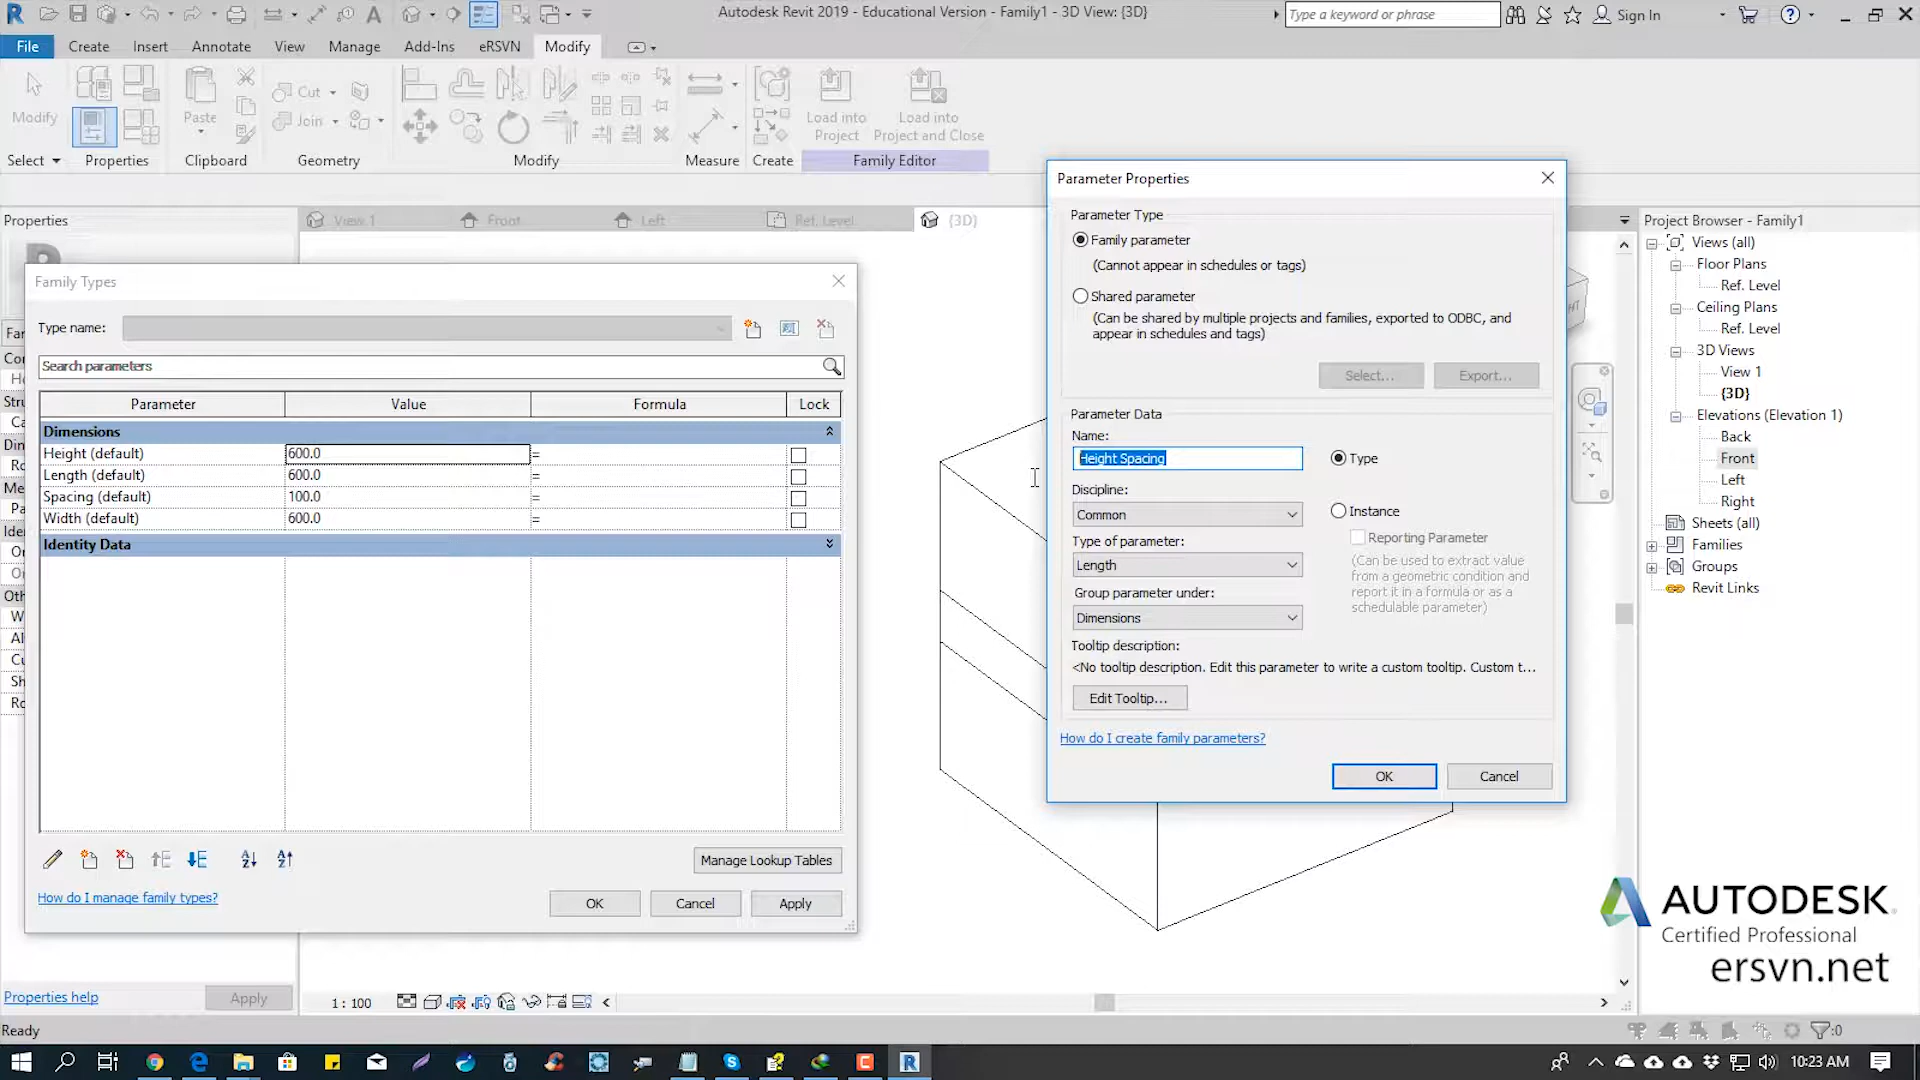 Autodesk Revit 2019 - Educational Version - Family1 - 3D View: {3D}
Type a keyword or phrase
Sign In
File Create Insert Annotate View Manage Add-Ins eRSVN Modify
Modify
Paste
Cut
Join
Load into Project
Load into Project and Close
Select Properties Clipboard Geometry Modify Measure Create Family Editor
Properties
View 1
Front
Left
Ref. Level
{3D}
Family Types
Type name:
Search parameters
Parameter Value Formula Lock
Dimensions
Height (default) 600.0 =
Length (default) 600.0 =
Spacing (default) 100.0 =
Width (default) 600.0 =
Identity Data
Manage Lookup Tables
How do I manage family types?
OK Cancel Apply
Properties help
Apply
1 : 100
Ready
Parameter Properties
Parameter Type
Family parameter
(Cannot appear in schedules or tags)
Shared parameter
(Can be shared by multiple projects and families, exported to ODBC, and
appear in schedules and tags)
Select... Export...
Parameter Data
Name:
Height Spacing
Type
Discipline:
Common
Instance
Reporting Parameter
(Can be used to extract value
from a geometric condition and
report it in a formula or as a
schedulable parameter)
Type of parameter:
Length
Group parameter under:
Dimensions
Tooltip description:
<No tooltip description. Edit this parameter to write a custom tooltip. Custom t...
Edit Tooltip...
How do I create family parameters?
OK Cancel
Project Browser - Family1
Views (all)
Floor Plans
Ref. Level
Ceiling Plans
Ref. Level
3D Views
View 1
{3D}
Elevations (Elevation 1)
Back
Front
Left
Right
Sheets (all)
Families
Groups
Revit Links
AUTODESK
Certified Professional
ersvn.net
:0
10:23 AM